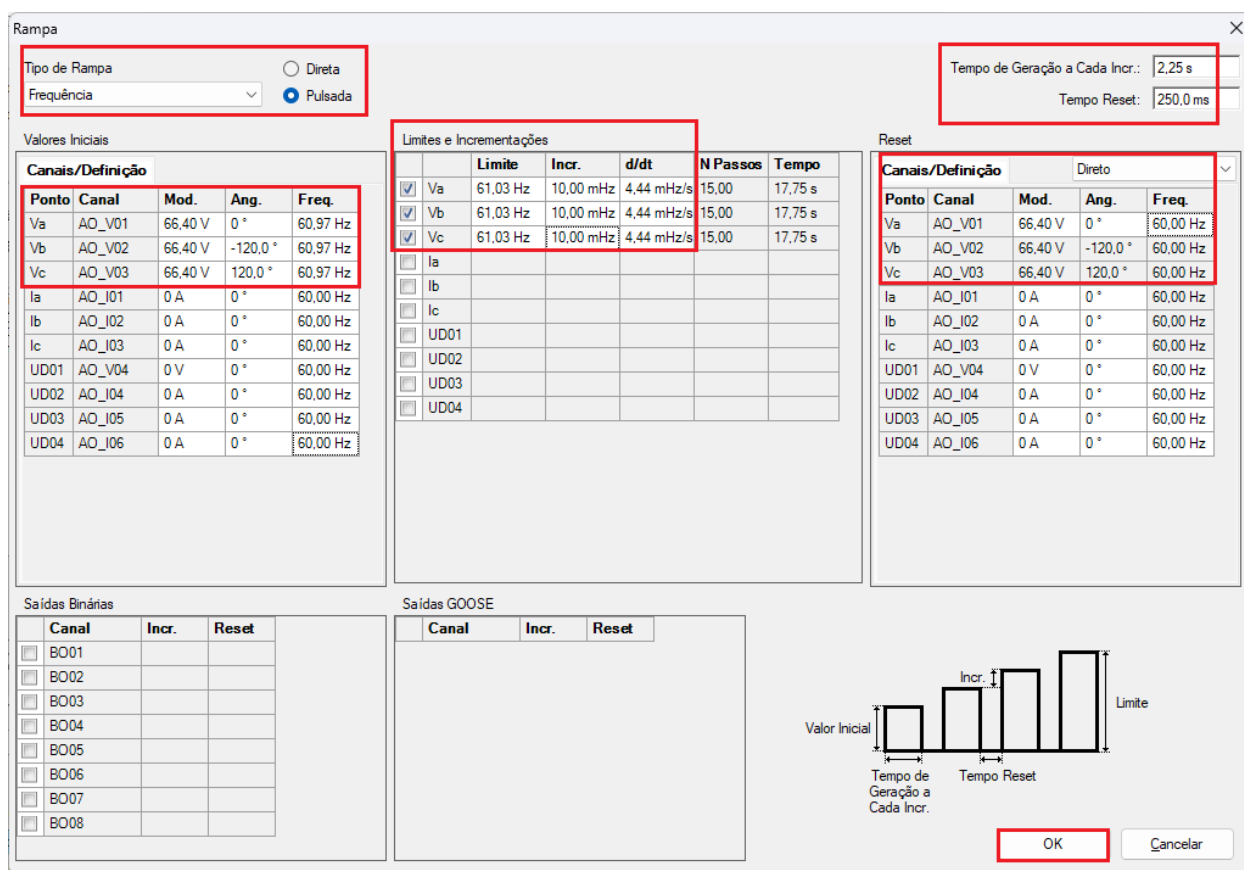 Rampa
Tipo de Rampa Direta
Frequência Pulsada
Tempo de Geração a Cada Incr.: 2,25 s
Tempo Reset: 250,0 ms
Valores Iniciais
Canais/Definição
Ponto Canal Mod. Ang. Freq.
Va AO_V01 66,40 V 0 ° 60,97 Hz
Vb AO_V02 66,40 V -120,0 ° 60,97 Hz
Vc AO_V03 66,40 V 120,0 ° 60,97 Hz
Ia AO_I01 0 A 0 ° 60,00 Hz
Ib AO_I02 0 A 0 ° 60,00 Hz
Ic AO_I03 0 A 0 ° 60,00 Hz
UD01 AO_V04 0 V 0 ° 60,00 Hz
UD02 AO_I04 0 A 0 ° 60,00 Hz
UD03 AO_I05 0 A 0 ° 60,00 Hz
UD04 AO_I06 0 A 0 ° 60,00 Hz
Limites e Incrementações
Limite Incr. d/dt N Passos Tempo
Va 61,03 Hz 10,00 mHz 4,44 mHz/s 15,00 17,75 s
Vb 61,03 Hz 10,00 mHz 4,44 mHz/s 15,00 17,75 s
Vc 61,03 Hz 10,00 mHz 4,44 mHz/s 15,00 17,75 s
Ia
Ib
Ic
UD01
UD02
UD03
UD04
Reset
Canais/Definição Direto
Ponto Canal Mod. Ang. Freq.
Va AO_V01 66,40 V 0 ° 60,00 Hz
Vb AO_V02 66,40 V -120,0 ° 60,00 Hz
Vc AO_V03 66,40 V 120,0 ° 60,00 Hz
Ia AO_I01 0 A 0 ° 60,00 Hz
Ib AO_I02 0 A 0 ° 60,00 Hz
Ic AO_I03 0 A 0 ° 60,00 Hz
UD01 AO_V04 0 V 0 ° 60,00 Hz
UD02 AO_I04 0 A 0 ° 60,00 Hz
UD03 AO_I05 0 A 0 ° 60,00 Hz
UD04 AO_I06 0 A 0 ° 60,00 Hz
Saídas Binárias
Canal Incr. Reset
BO01
BO02
BO03
BO04
BO05
BO06
BO07
BO08
Saídas GOOSE
Canal Incr. Reset
Incr.
Limite
Valor Inicial
Tempo de
Geração a
Cada Incr.
Tempo Reset
OK Cancelar